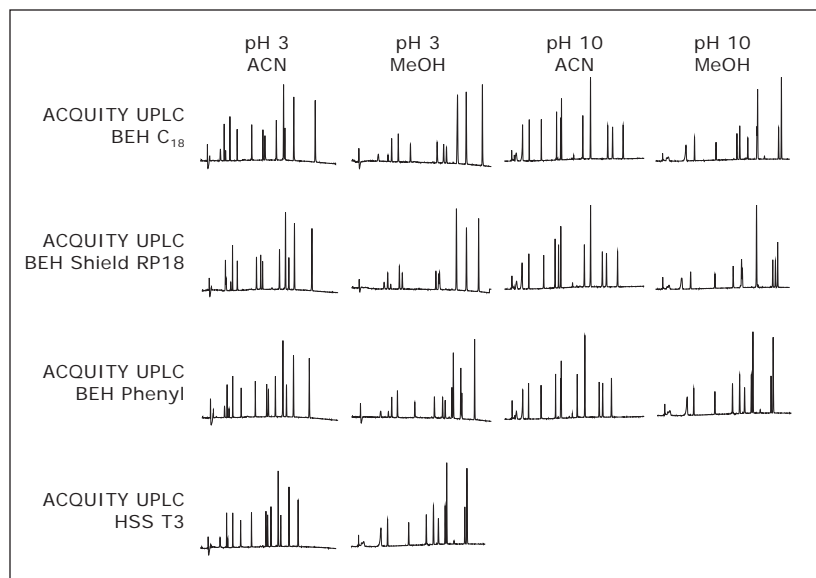 pH 3 pH 3 pH 10 pH 10
ACN MeOH ACN MeOH
ACQUITY UPLC
BEH C₁₈
ACQUITY UPLC
BEH Shield RP18
ACQUITY UPLC
BEH Phenyl
ACQUITY UPLC
HSS T3